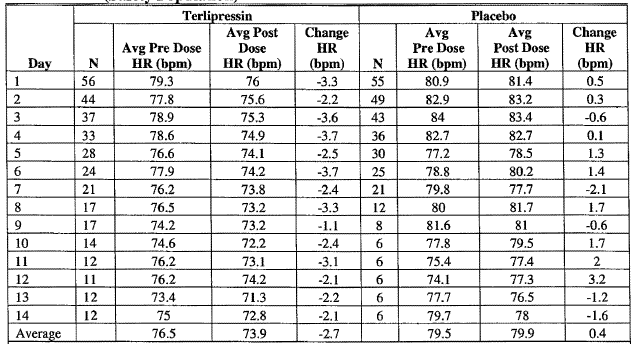 Terlipressin Placebo
Day N Avg Pre Dose HR (bpm) Avg Post Dose HR (bpm) Change HR (bpm) N Avg Pre Dose HR (bpm) Avg Post Dose HR (bpm) Change HR (bpm)
1 56 79.3 76 -3.3 55 80.9 81.4 0.5
2 44 77.8 75.6 -2.2 49 82.9 83.2 0.3
3 37 78.9 75.3 -3.6 43 84 83.4 -0.6
4 33 78.6 74.9 -3.7 36 82.7 82.7 0.1
5 28 76.6 74.1 -2.5 30 77.2 78.5 1.3
6 24 77.9 74.2 -3.7 25 78.8 80.2 1.4
7 21 76.2 73.8 -2.4 21 79.8 77.7 -2.1
8 17 76.5 73.2 -3.3 12 80 81.7 1.7
9 17 74.2 73.2 -1.1 8 81.6 81 -0.6
10 14 74.6 72.2 -2.4 6 77.8 79.5 1.7
11 12 76.2 73.1 -3.1 6 75.4 77.4 2
12 11 76.2 74.2 -2.1 6 74.1 77.3 3.2
13 12 73.4 71.3 -2.2 6 77.7 76.5 -1.2
14 12 75 72.8 -2.1 6 79.7 78 -1.6
Average 76.5 73.9 -2.7 79.5 79.9 0.4